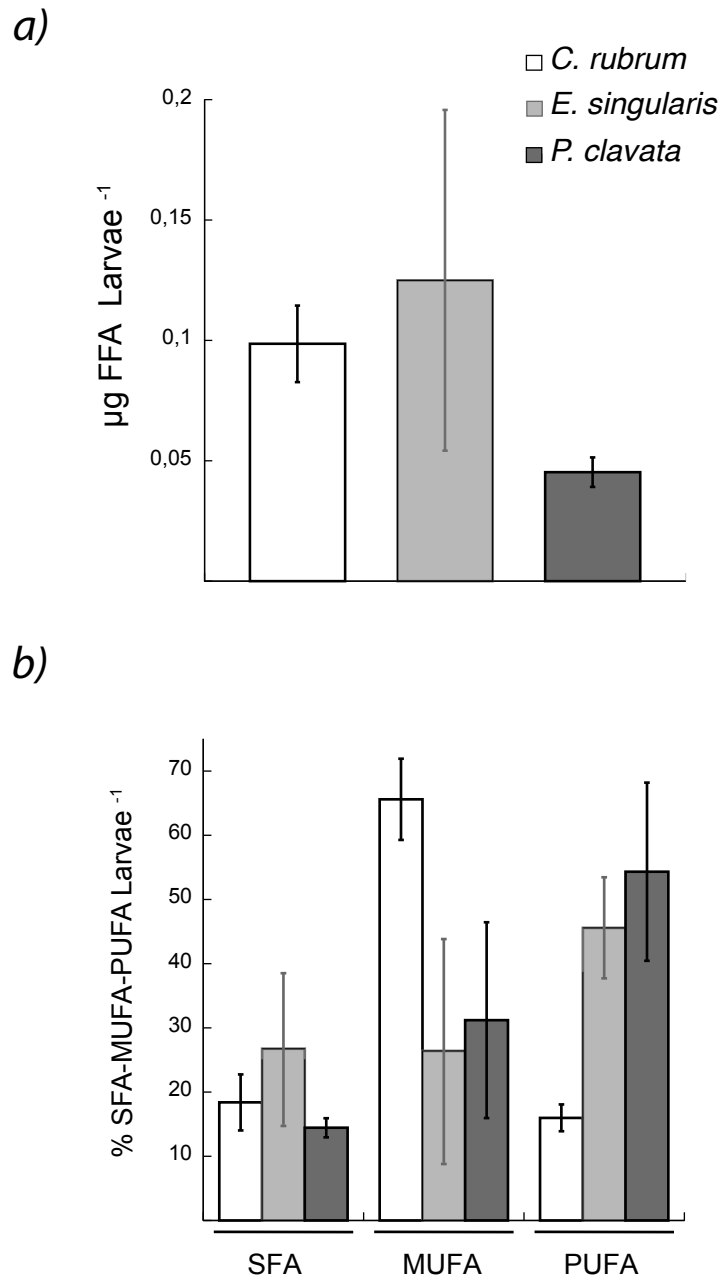 a)
C. rubrum
E. singularis
P. clavata
0,2
0,15
0,1
0,05
µg FFA Larvae ⁻¹
b)
70
60
50
40
30
20
10
% SFA-MUFA-PUFA Larvae ⁻¹
SFA MUFA PUFA